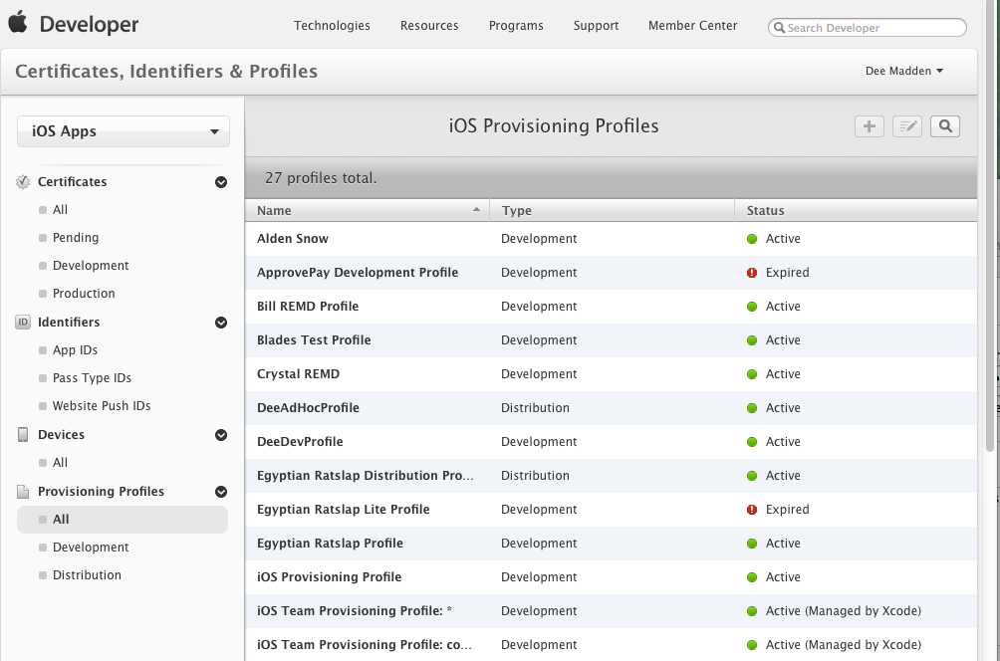 Developer
Technologies Resources Programs Support Member Center Search Developer
Certificates, Identifiers & Profiles Dee Madden
iOS Apps
Certificates
All
Pending
Development
Production
ID Identifiers
App IDs
Pass Type IDs
Website Push IDs
Devices
All
Provisioning Profiles
All
Development
Distribution
iOS Provisioning Profiles
27 profiles total.
Name Type Status
Alden Snow Development Active
ApprovePay Development Profile Development Expired
Bill REMD Profile Development Active
Blades Test Profile Development Active
Crystal REMD Development Active
DeeAdHocProfile Distribution Active
DeeDevProfile Development Active
Egyptian Ratslap Distribution Pro... Distribution Active
Egyptian Ratslap Lite Profile Development Expired
Egyptian Ratslap Profile Development Active
iOS Provisioning Profile Development Active
iOS Team Provisioning Profile: * Development Active (Managed by Xcode)
iOS Team Provisioning Profile: co... Development Active (Managed by Xcode)